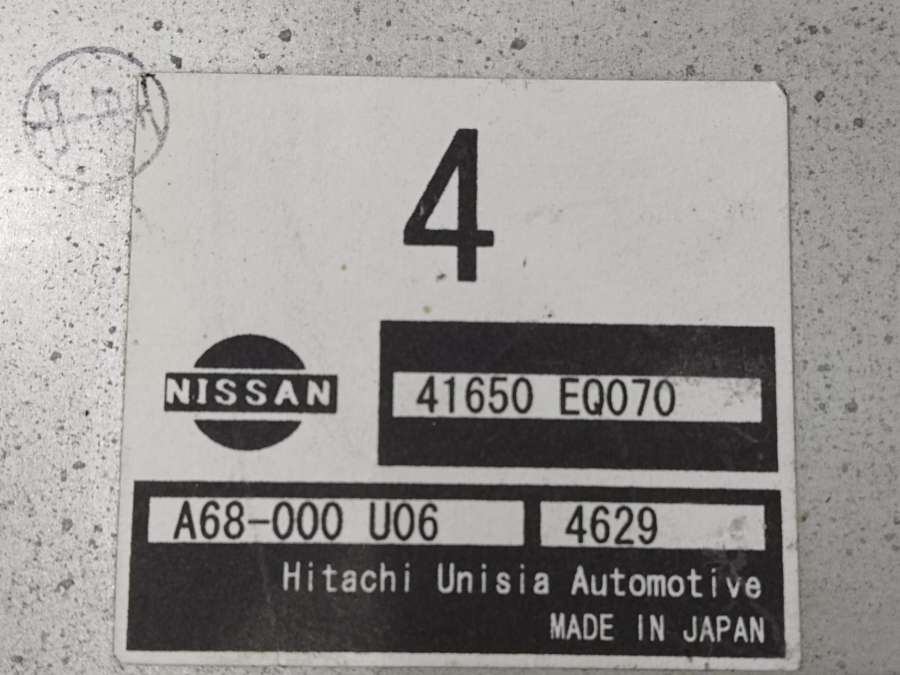 4
NISSAN
41650 EQ070
A68-000 U06
4629
Hitachi Unisia Automotive
MADE IN JAPAN